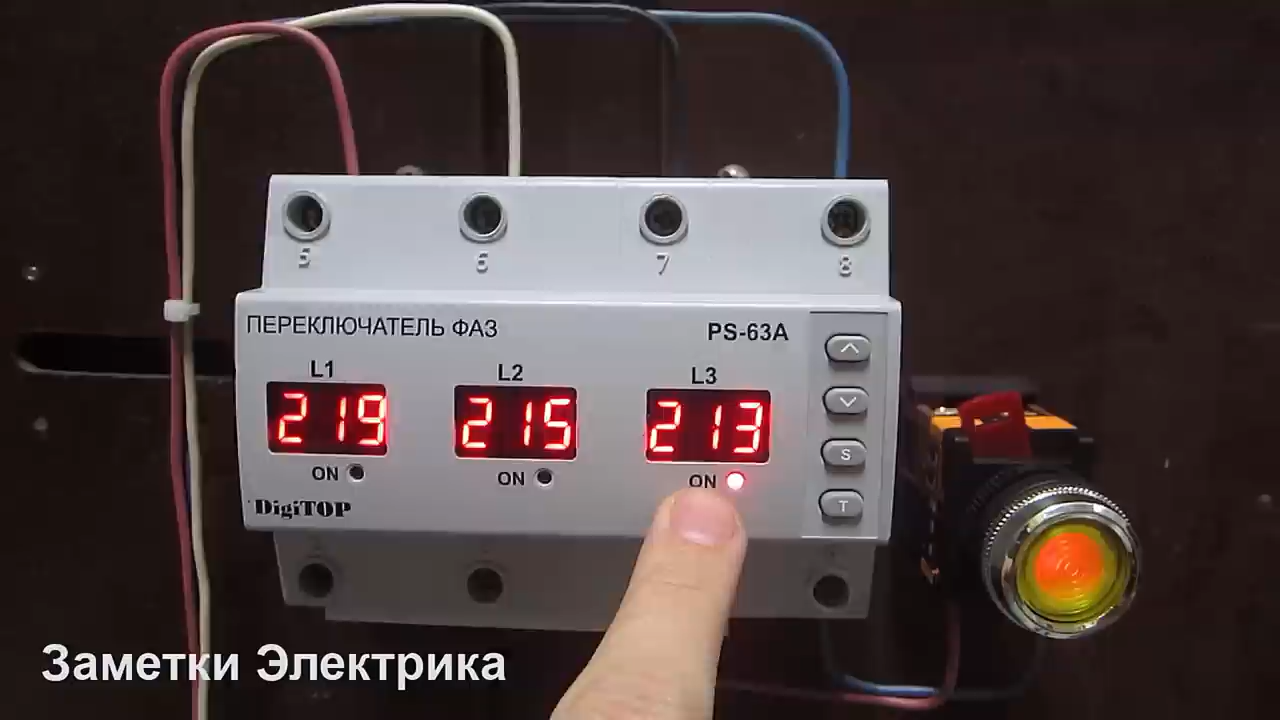 5 6 7 8
ПЕРЕКЛЮЧАТЕЛЬ ФАЗ PS-63A
L1 L2 L3
219 215 213
ON ON ON
S
T
DigiTOP
Заметки Электрика